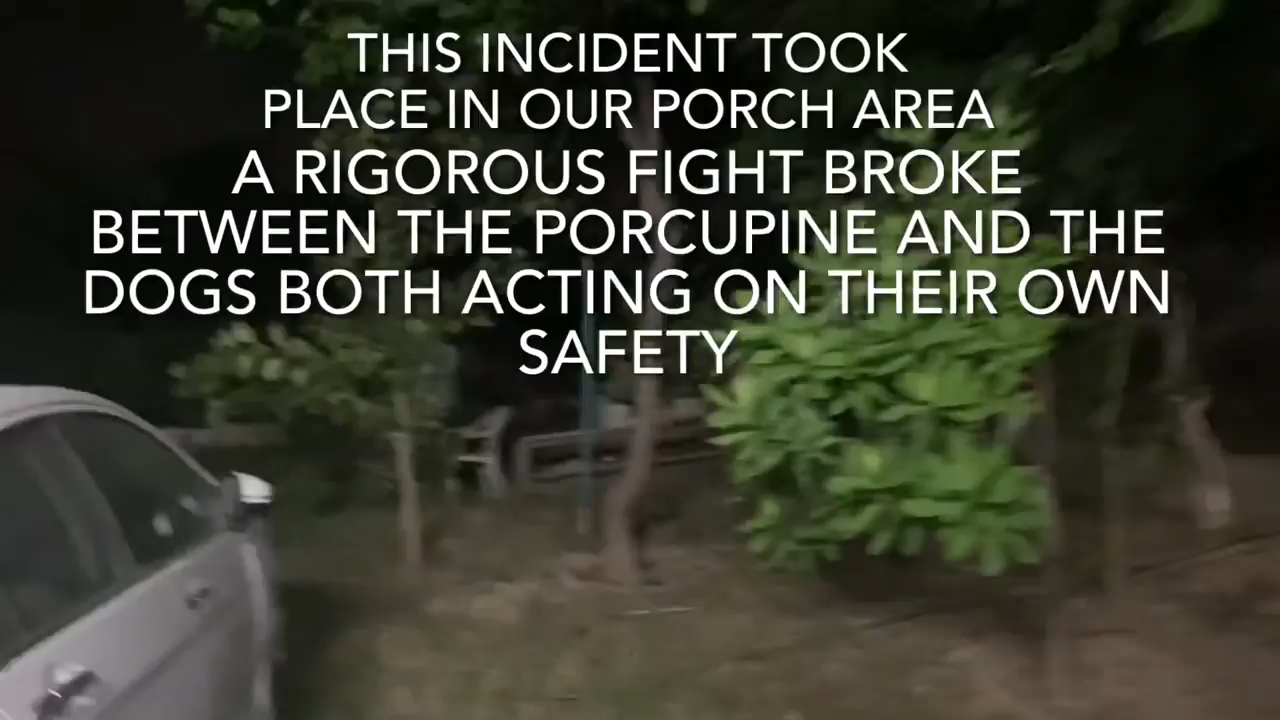 THIS INCIDENT TOOK
PLACE IN OUR PORCH AREA
A RIGOROUS FIGHT BROKE
BETWEEN THE PORCUPINE AND THE
DOGS BOTH ACTING ON THEIR OWN
SAFETY